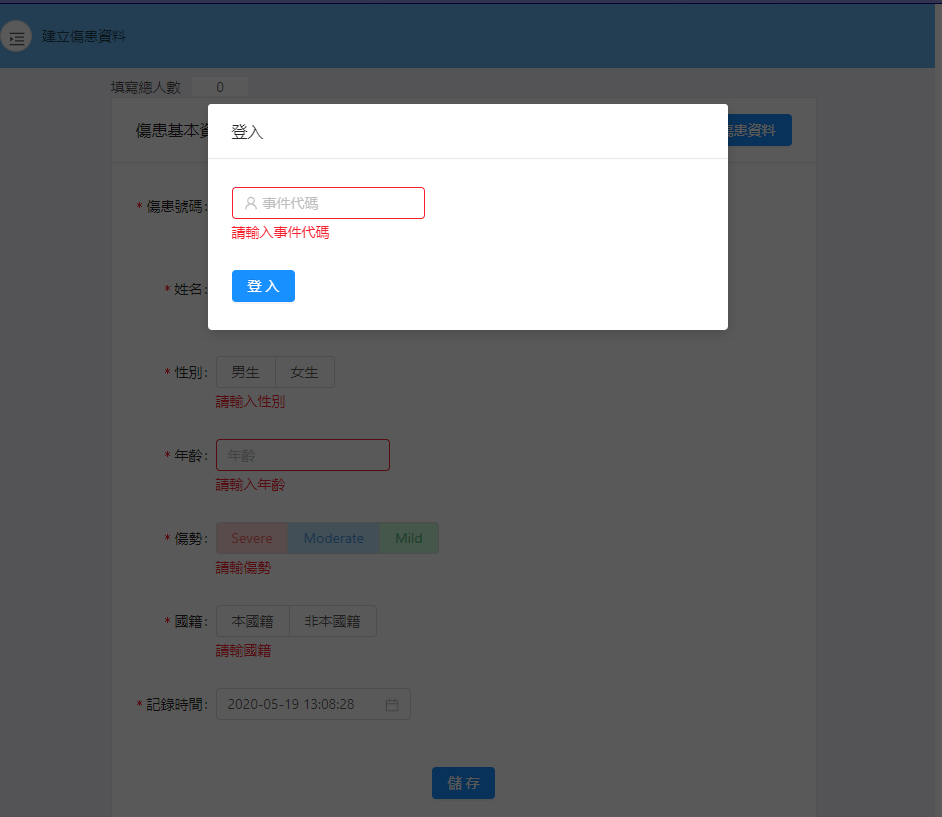 建立傷患資料
填寫總人數 0
傷患基本資
傷患資料
登入
事件代碼
請輸入事件代碼
登入
* 傷患號碼:
* 姓名:
* 性別: 男生 女生
請輸入性別
* 年齡: 年齡
請輸入年齡
* 傷勢: Severe Moderate Mild
請輸傷勢
* 國籍: 本國籍 非本國籍
請輸國籍
* 記錄時間: 2020-05-19 13:08:28
儲存